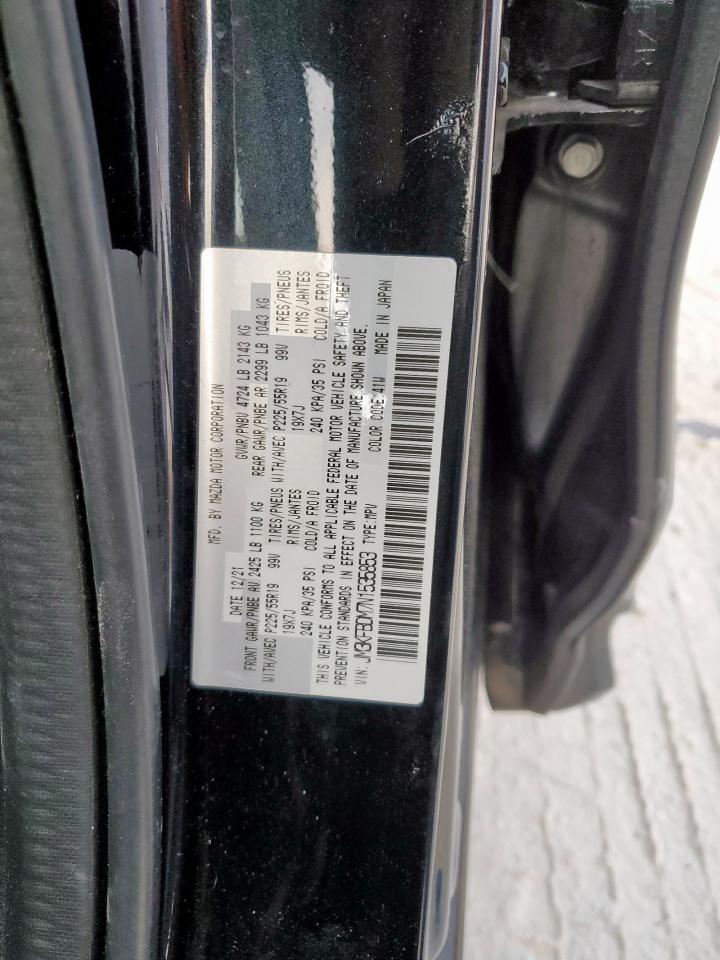 MFD. BY MAZDA MOTOR CORPORATION
DATE 12/21 GVWR/PNBV 4724 LB 2143 KG
FRONT GAWR/PNBE AV 2425 LB 1100 KG REAR GAWR/PNBE AR 2299 LB 1043 KG
WITH/AVEC P225/55R19 99V TIRES/PNEUS WITH/AVEC P225/55R19 99V TIRES/PNEUS
19X7J RIMS/JANTES 19X7J RIMS/JANTES
240 KPA/35 PSI COLD/A FROID 240 KPA/35 PSI COLD/A FROID
THIS VEHICLE CONFORMS TO ALL APPLICABLE FEDERAL MOTOR VEHICLE SAFETY AND THEFT
PREVENTION STANDARDS IN EFFECT ON THE DATE OF MANUFACTURE SHOWN ABOVE.
VIN: JM3KFBDM7N1535853 TYPE:MPV COLOR CODE:41W MADE IN JAPAN